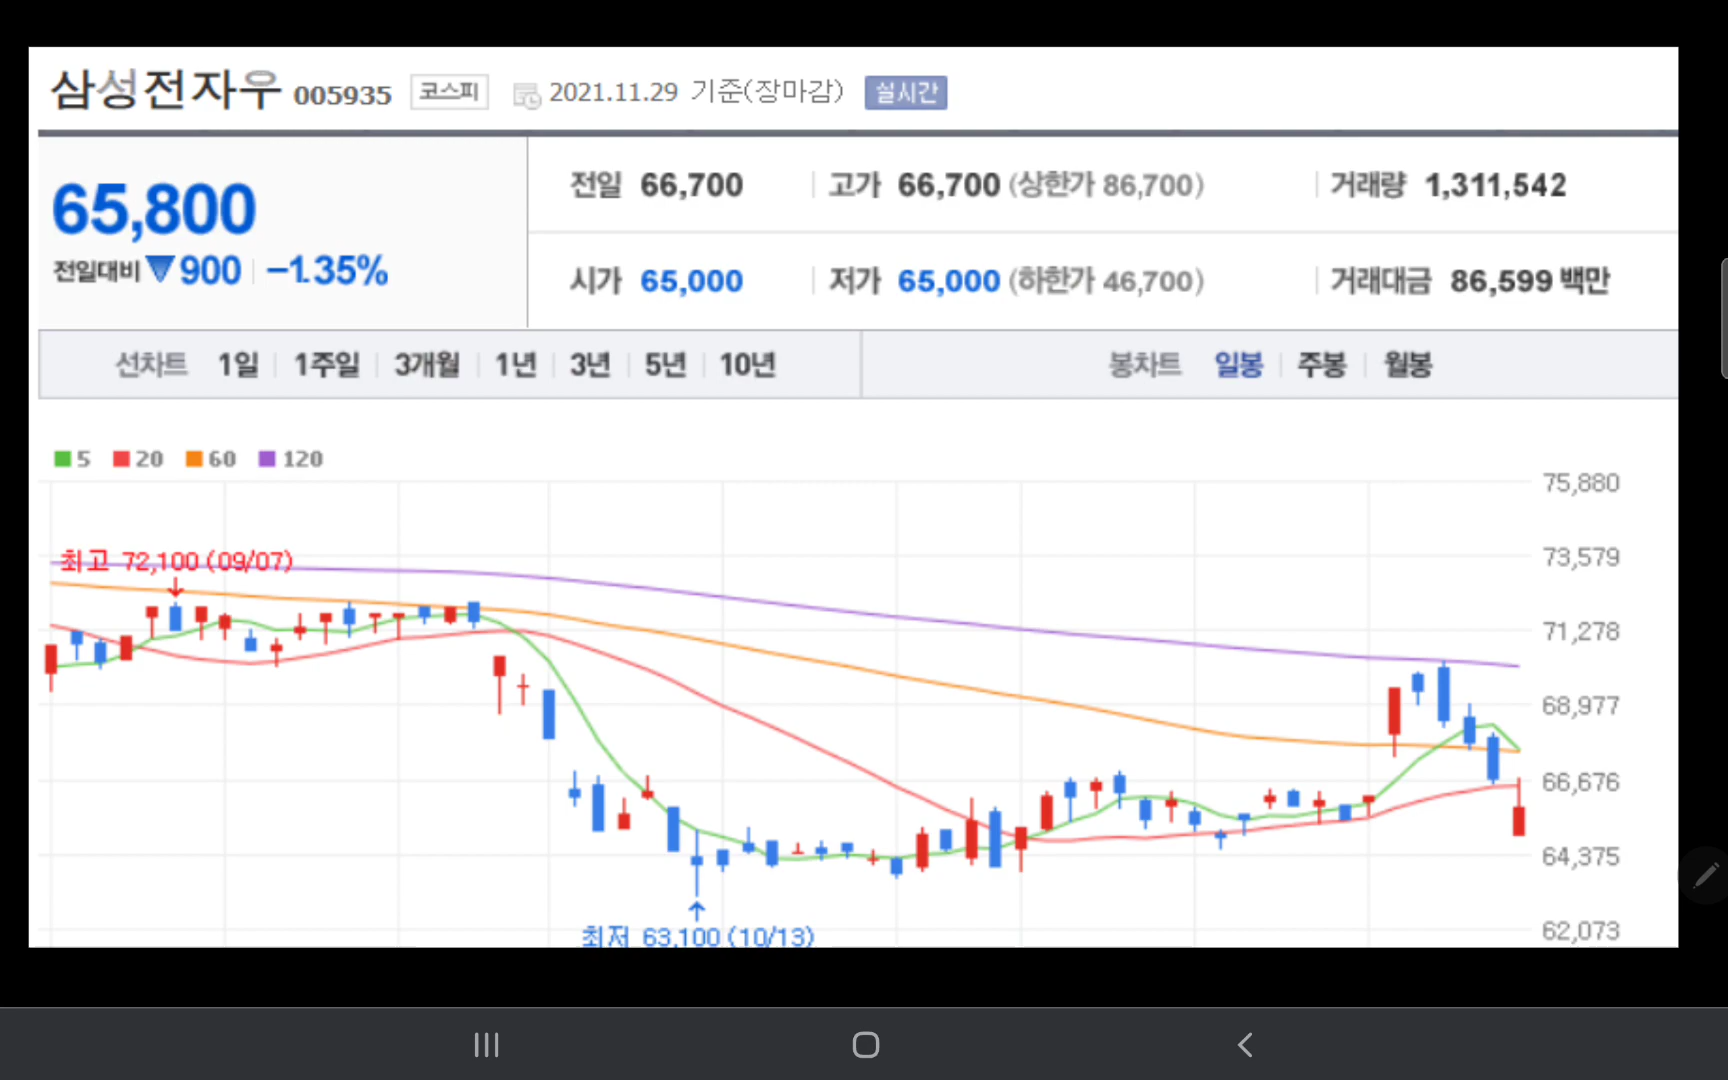 삼성전자우 005935 코스피 2021.11.29 기준(장마감) 실시간
65,800
전일대비 ▼900 -1.35%
전일 66,700 고가 66,700 (상한가 86,700) 거래량 1,311,542
시가 65,000 저가 65,000 (하한가 46,700) 거래대금 86,599 백만
선차트 1일 1주일 3개월 1년 3년 5년 10년 봉차트 일봉 주봉 월봉
5 20 60 120
75,880
73,579
최고 72,100 (09/07)
71,278
68,977
66,676
64,375
62,073
최저 63,100 (10/13)